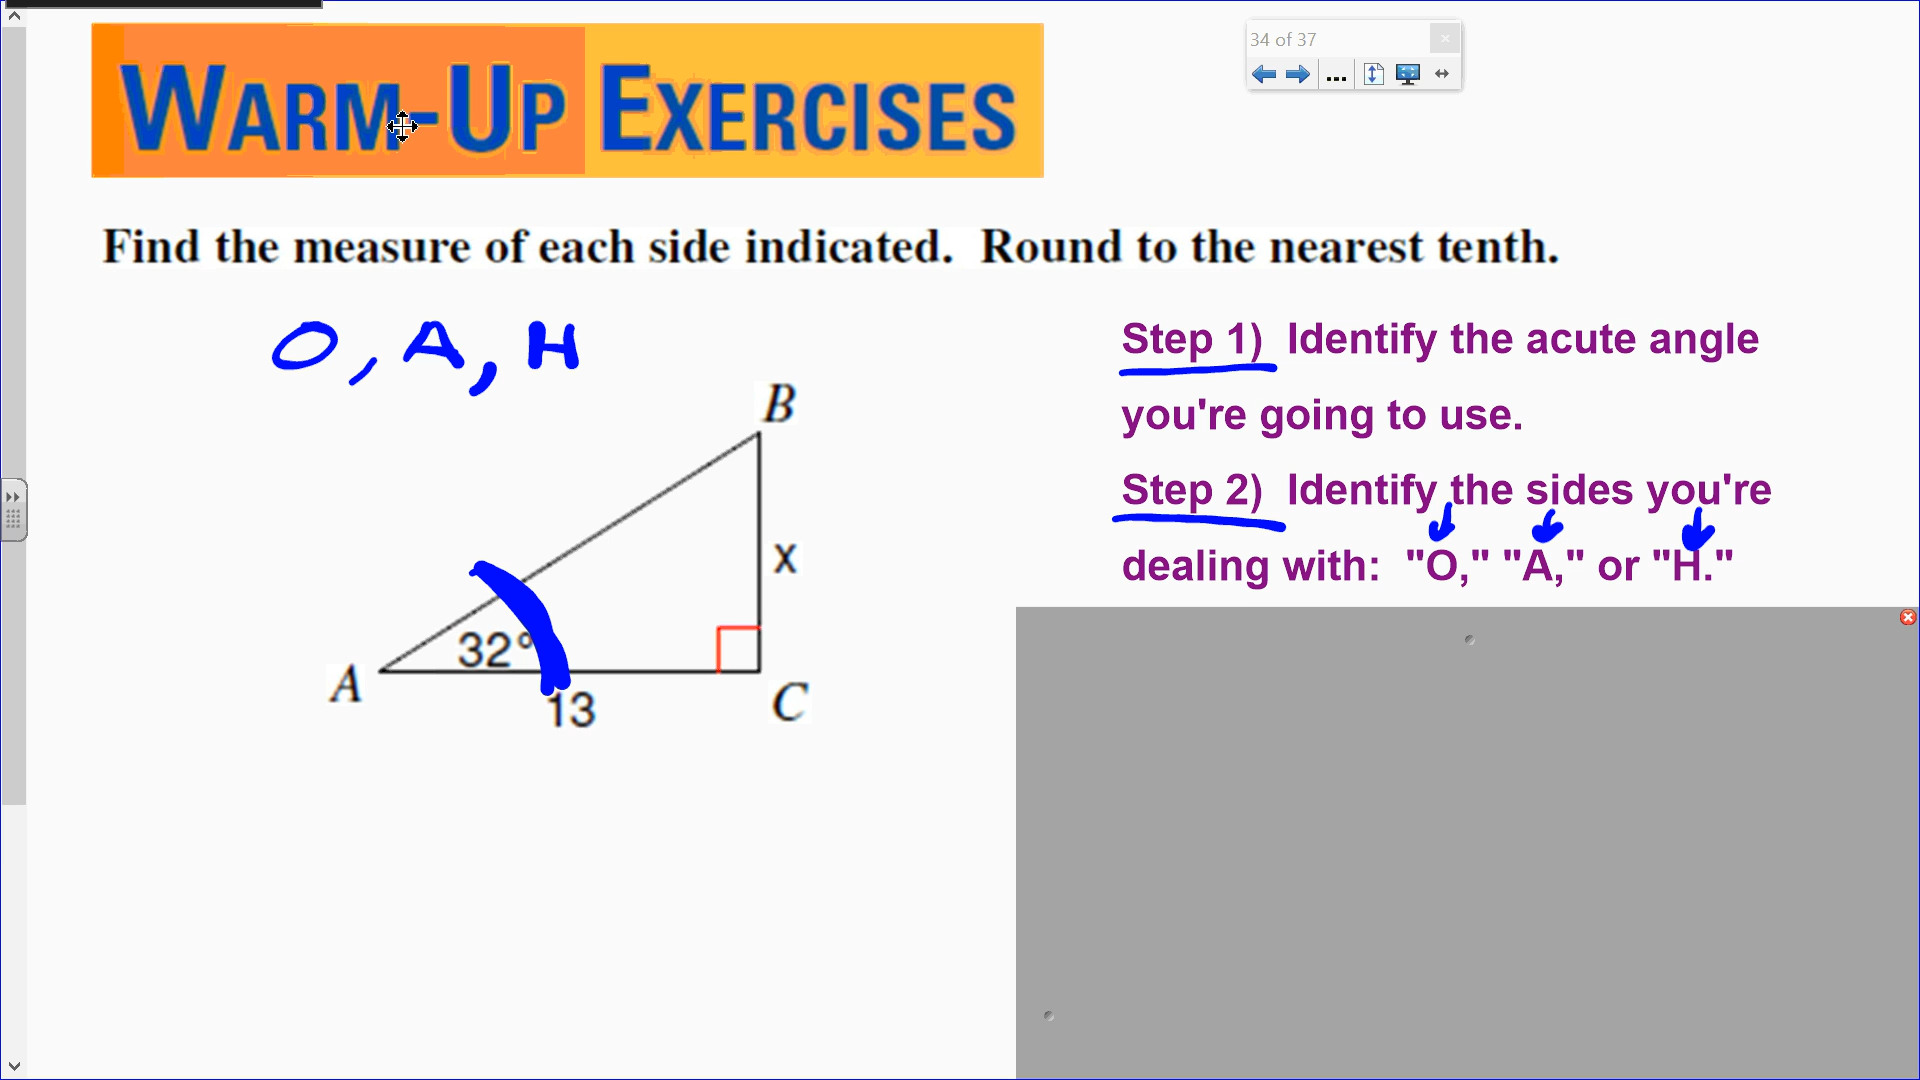 34 of 37
WARM-UP EXERCISES
Find the measure of each side indicated. Round to the nearest tenth.
O, A, H
Step 1) Identify the acute angle
you're going to use.
Step 2) Identify the sides you're
dealing with: "O," "A," or "H."
B
x
32°
A
13
C